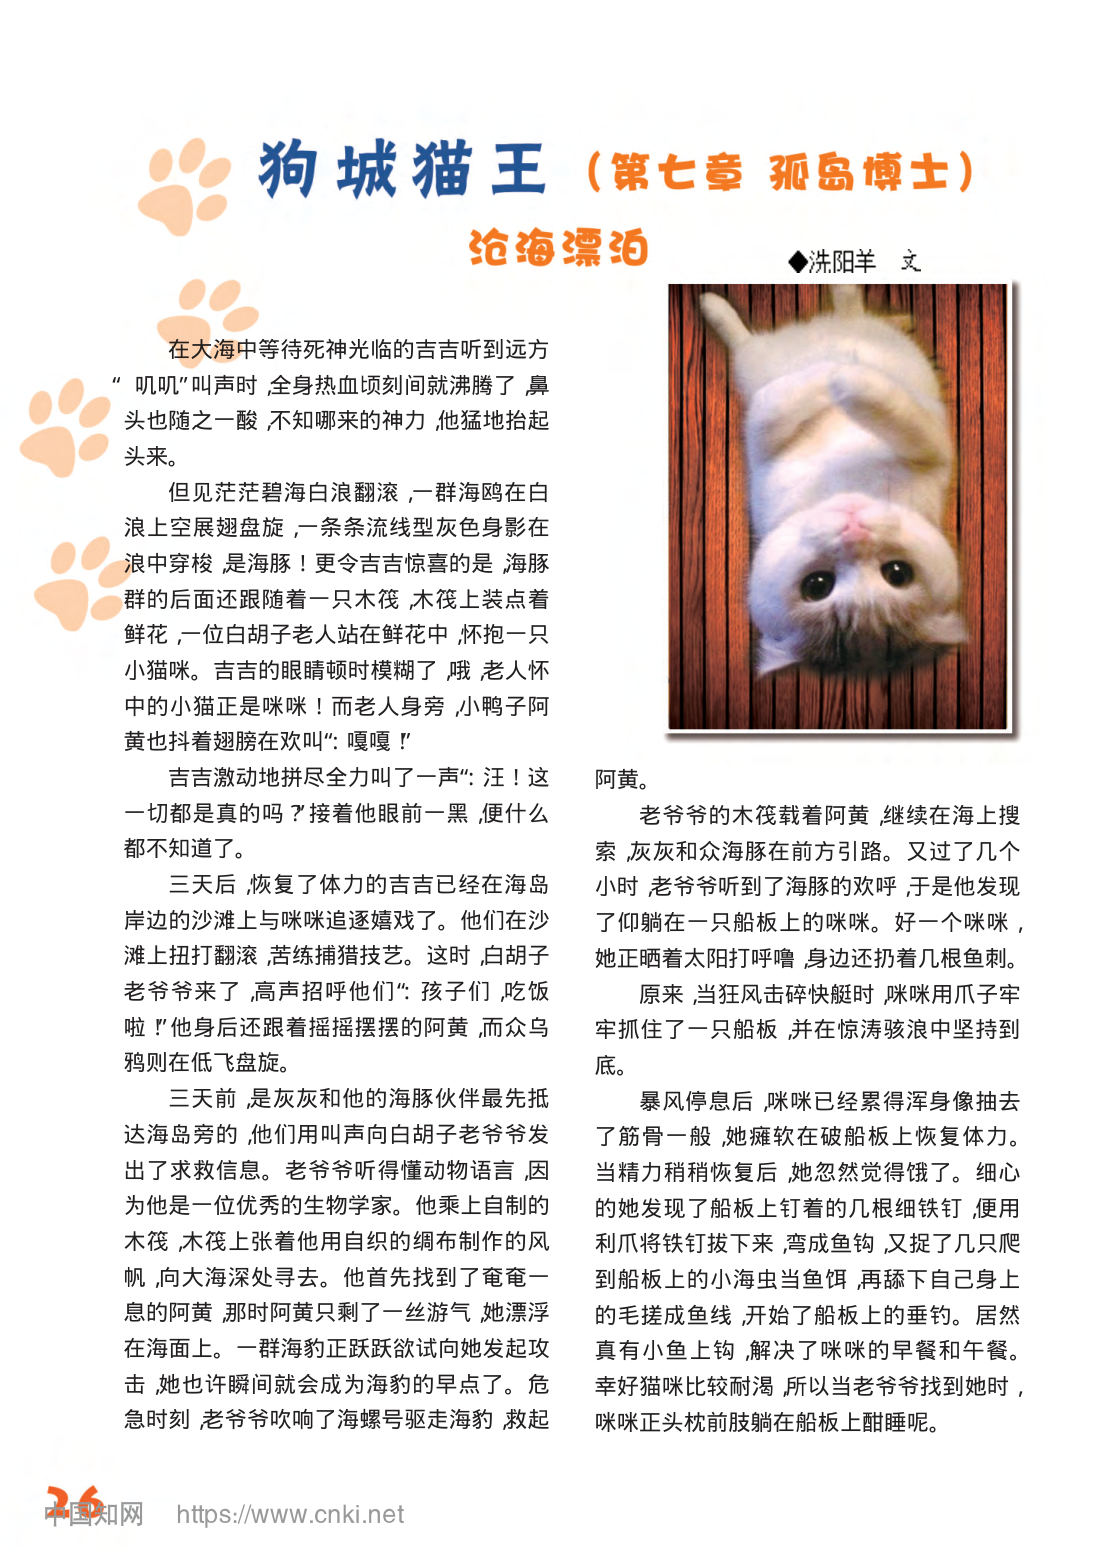 狗城猫王（第七章 孤岛博士）
沧海漂泊
◆洗阳羊 文
在大海中等待死神光临的吉吉听到远方
“叽叽”叫声时，全身热血顷刻间就沸腾了，鼻
头也随之一酸，不知哪来的神力，他猛地抬起
头来。
但见茫茫碧海白浪翻滚，一群海鸥在白
浪上空展翅盘旋，一条条流线型灰色身影在
浪中穿梭，是海豚！更令吉吉惊喜的是，海豚
群的后面还跟随着一只木筏，木筏上装点着
鲜花，一位白胡子老人站在鲜花中，怀抱一只
小猫咪。吉吉的眼睛顿时模糊了，哦，老人怀
中的小猫正是咪咪！而老人身旁，小鸭子阿
黄也抖着翅膀在欢叫“：嘎嘎！”
吉吉激动地拼尽全力叫了一声“：汪！这
一切都是真的吗？”接着他眼前一黑，便什么
都不知道了。
三天后，恢复了体力的吉吉已经在海岛
岸边的沙滩上与咪咪追逐嬉戏了。他们在沙
滩上扭打翻滚，苦练捕猎技艺。这时，白胡子
老爷爷来了，高声招呼他们“：孩子们，吃饭
啦！”他身后还跟着摇摇摆摆的阿黄，而众乌
鸦则在低飞盘旋。
三天前，是灰灰和他的海豚伙伴最先抵
达海岛旁的，他们用叫声向白胡子老爷爷发
出了求救信息。老爷爷听得懂动物语言，因
为他是一位优秀的生物学家。他乘上自制的
木筏，木筏上张着他用自织的绸布制作的风
帆，向大海深处寻去。他首先找到了奄奄一
息的阿黄，那时阿黄只剩了一丝游气，她漂浮
在海面上。一群海豹正跃跃欲试向她发起攻
击，她也许瞬间就会成为海豹的早点了。危
急时刻，老爷爷吹响了海螺号驱走海豹，救起
阿黄。
老爷爷的木筏载着阿黄，继续在海上搜
索，灰灰和众海豚在前方引路。又过了几个
小时，老爷爷听到了海豚的欢呼，于是他发现
了仰躺在一只船板上的咪咪。好一个咪咪，
她正晒着太阳打呼噜，身边还扔着几根鱼刺。
原来，当狂风击碎快艇时，咪咪用爪子牢
牢抓住了一只船板，并在惊涛骇浪中坚持到
底。
暴风停息后，咪咪已经累得浑身像抽去
了筋骨一般，她瘫软在破船板上恢复体力。
当精力稍稍恢复后，她忽然觉得饿了。细心
的她发现了船板上钉着的几根细铁钉，便用
利爪将铁钉拔下来，弯成鱼钩，又捉了几只爬
到船板上的小海虫当鱼饵，再舔下自己身上
的毛搓成鱼线，开始了船板上的垂钓。居然
真有小鱼上钩，解决了咪咪的早餐和午餐。
幸好猫咪比较耐渴，所以当老爷爷找到她时，
咪咪正头枕前肢躺在船板上酣睡呢。
26
中国知网 https://www.cnki.net